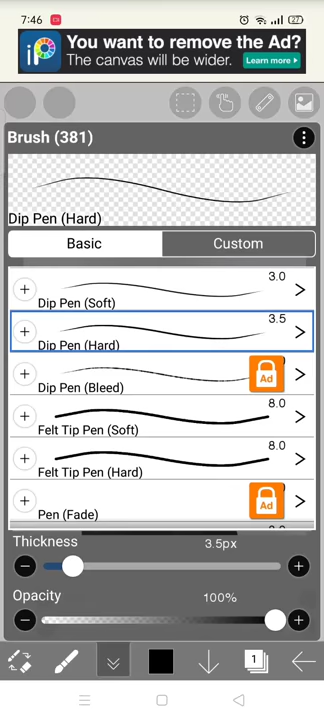 7:46
27
iP
You want to remove the Ad?
The canvas will be wider.
Learn more ▸
Brush (381)
Dip Pen (Hard)
Basic
Custom
3.0
Dip Pen (Soft)
3.5
Dip Pen (Hard)
Dip Pen (Bleed)
Ad
8.0
Felt Tip Pen (Soft)
8.0
Felt Tip Pen (Hard)
Pen (Fade)
Ad
Thickness
3.5px
Opacity
100%
1